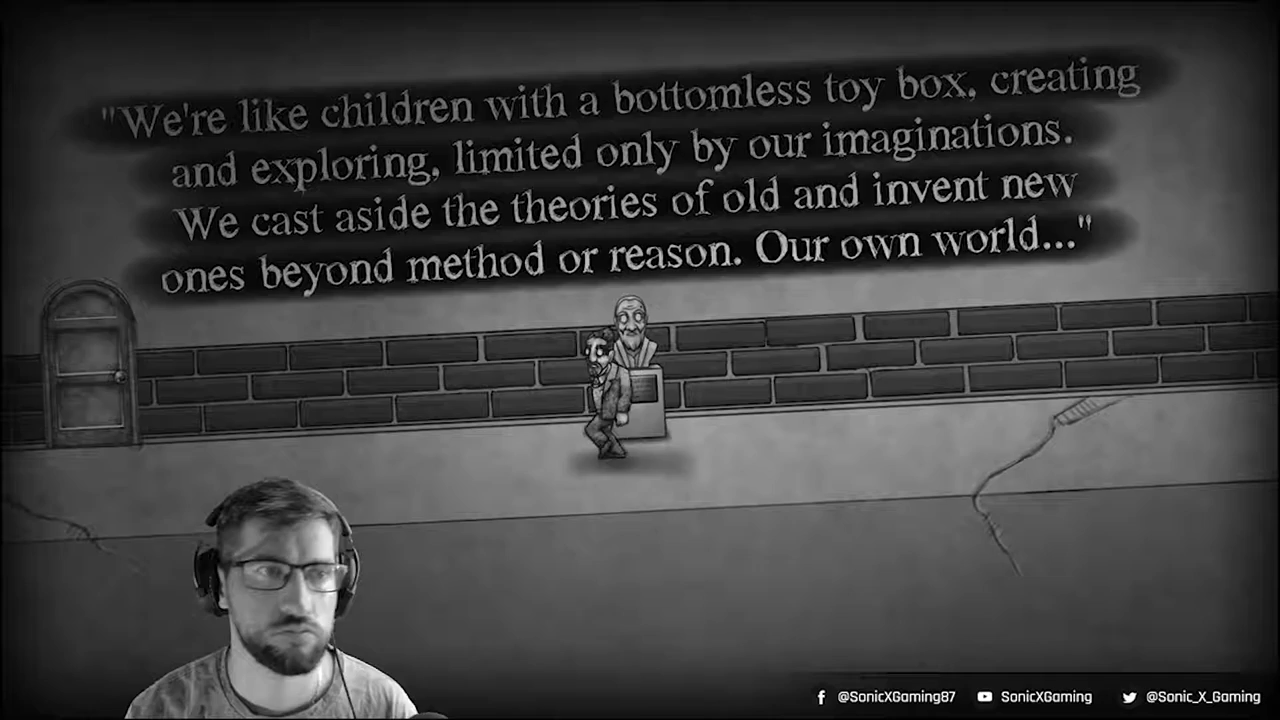 "We're like children with a bottomless toy box, creating
and exploring, limited only by our imaginations.
We cast aside the theories of old and invent new
ones beyond method or reason. Our own world..."
@SonicXGaming87 SonicXGaming @Sonic_X_Gaming